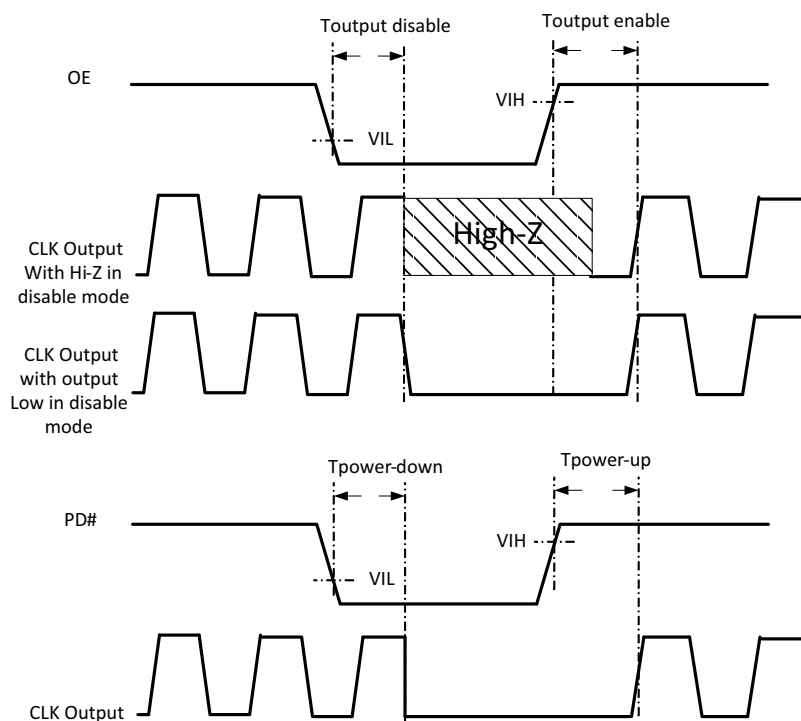 Toutput disable
Toutput enable
OE
VIH
VIL
High-Z
CLK Output
With Hi-Z in
disable mode
CLK Output
with output
Low in disable
mode
Tpower-down
Tpower-up
PD#
VIH
VIL
CLK Output